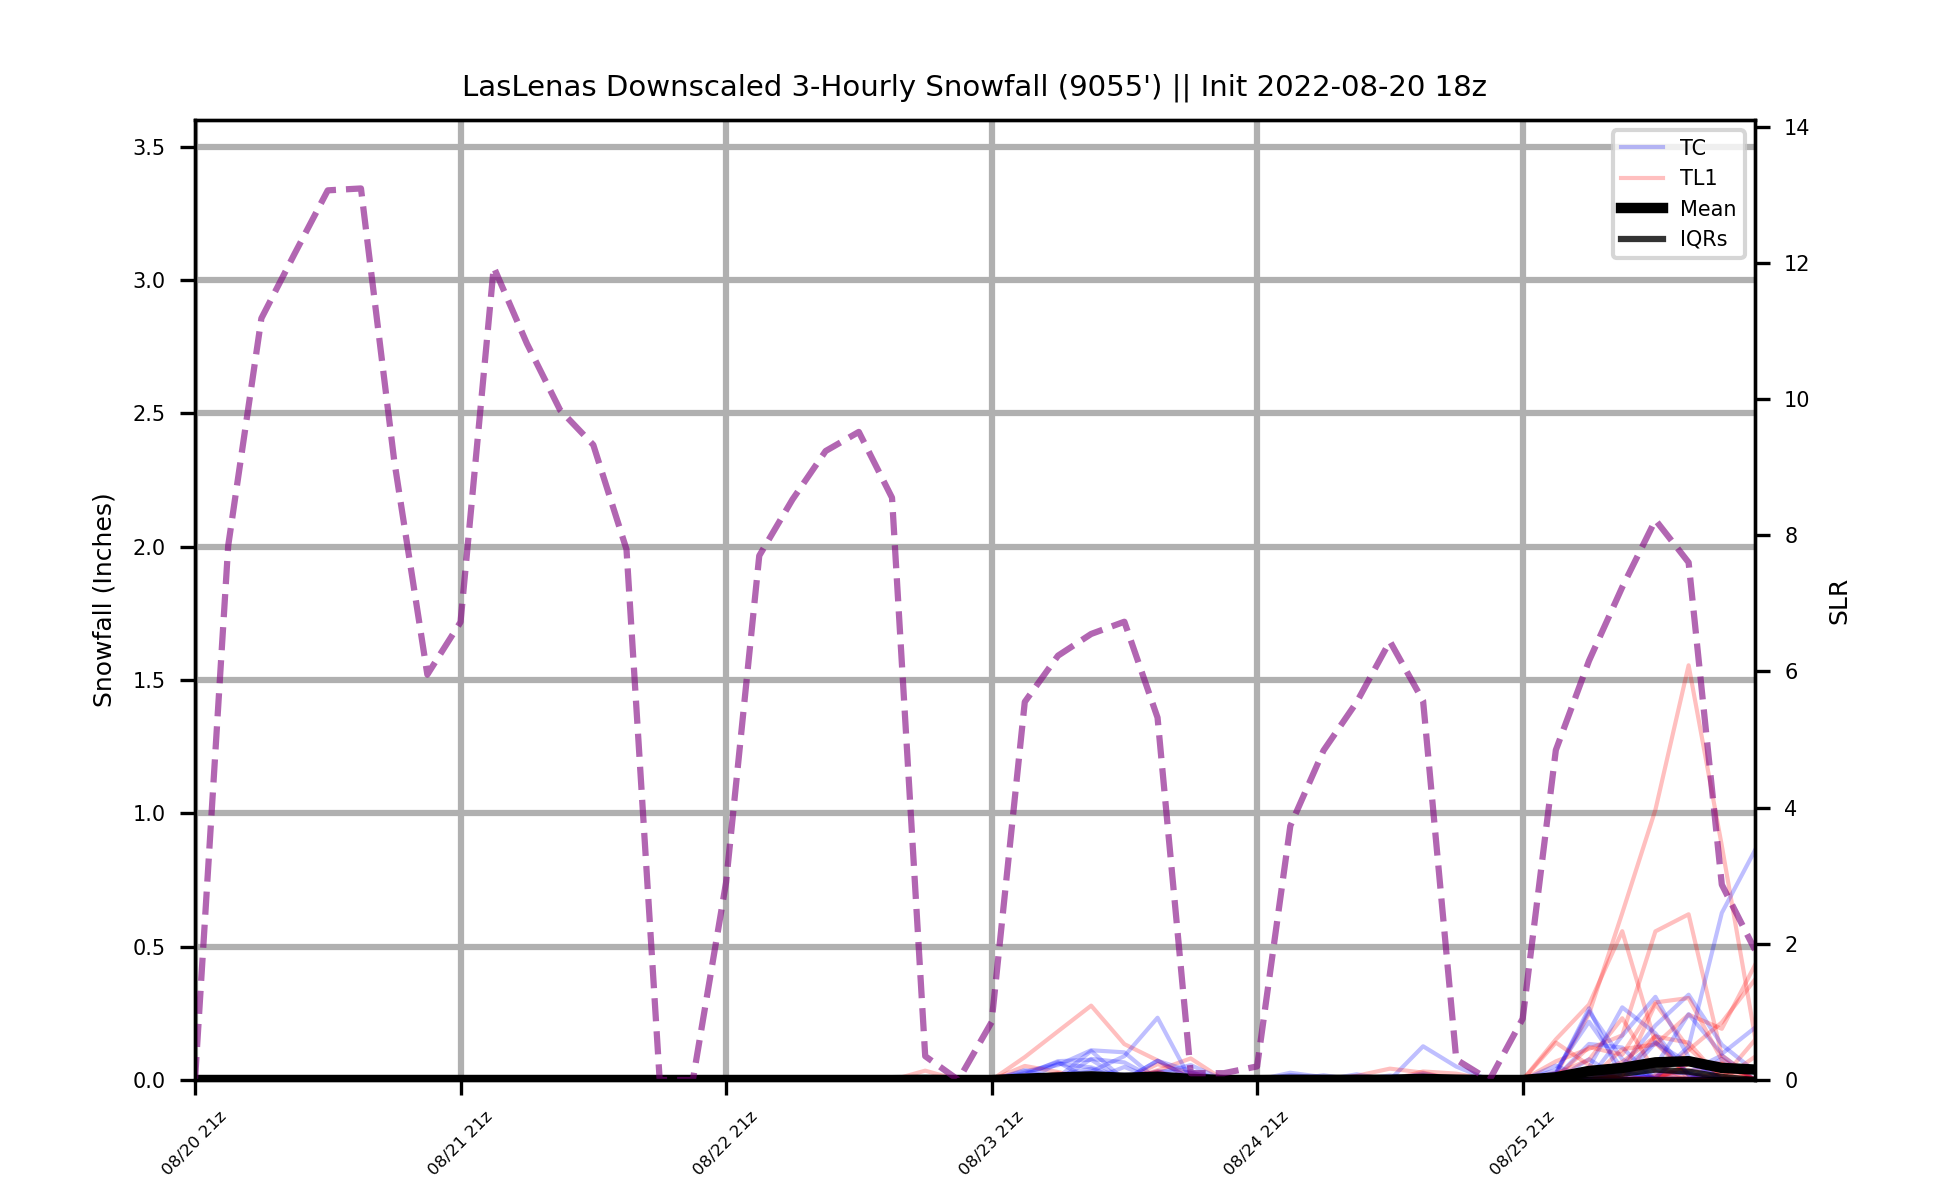 LasLenas Downscaled 3-Hourly Snowfall (9055') || Init 2022-08-20 18z
TC
TL1
Mean
IQRs
Snowfall (Inches)
3.5
3.0
2.5
2.0
1.5
1.0
0.5
0.0
14
12
10
8
6
4
2
0
SLR
08/20 21z
08/21 21z
08/22 21z
08/23 21z
08/24 21z
08/25 21z